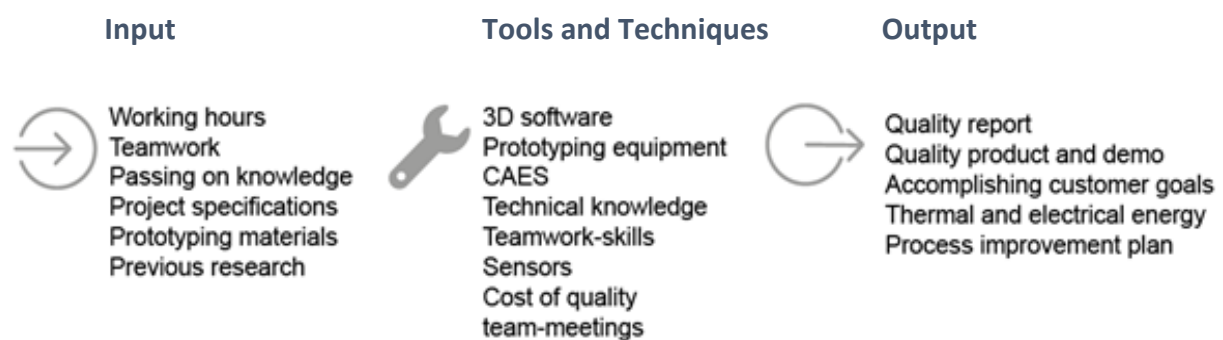 Input
Working hours
Teamwork
Passing on knowledge
Project specifications
Prototyping materials
Previous research
Tools and Techniques
3D software
Prototyping equipment
CAES
Technical knowledge
Teamwork-skills
Sensors
Cost of quality
team-meetings
Output
Quality report
Quality product and demo
Accomplishing customer goals
Thermal and electrical energy
Process improvement plan